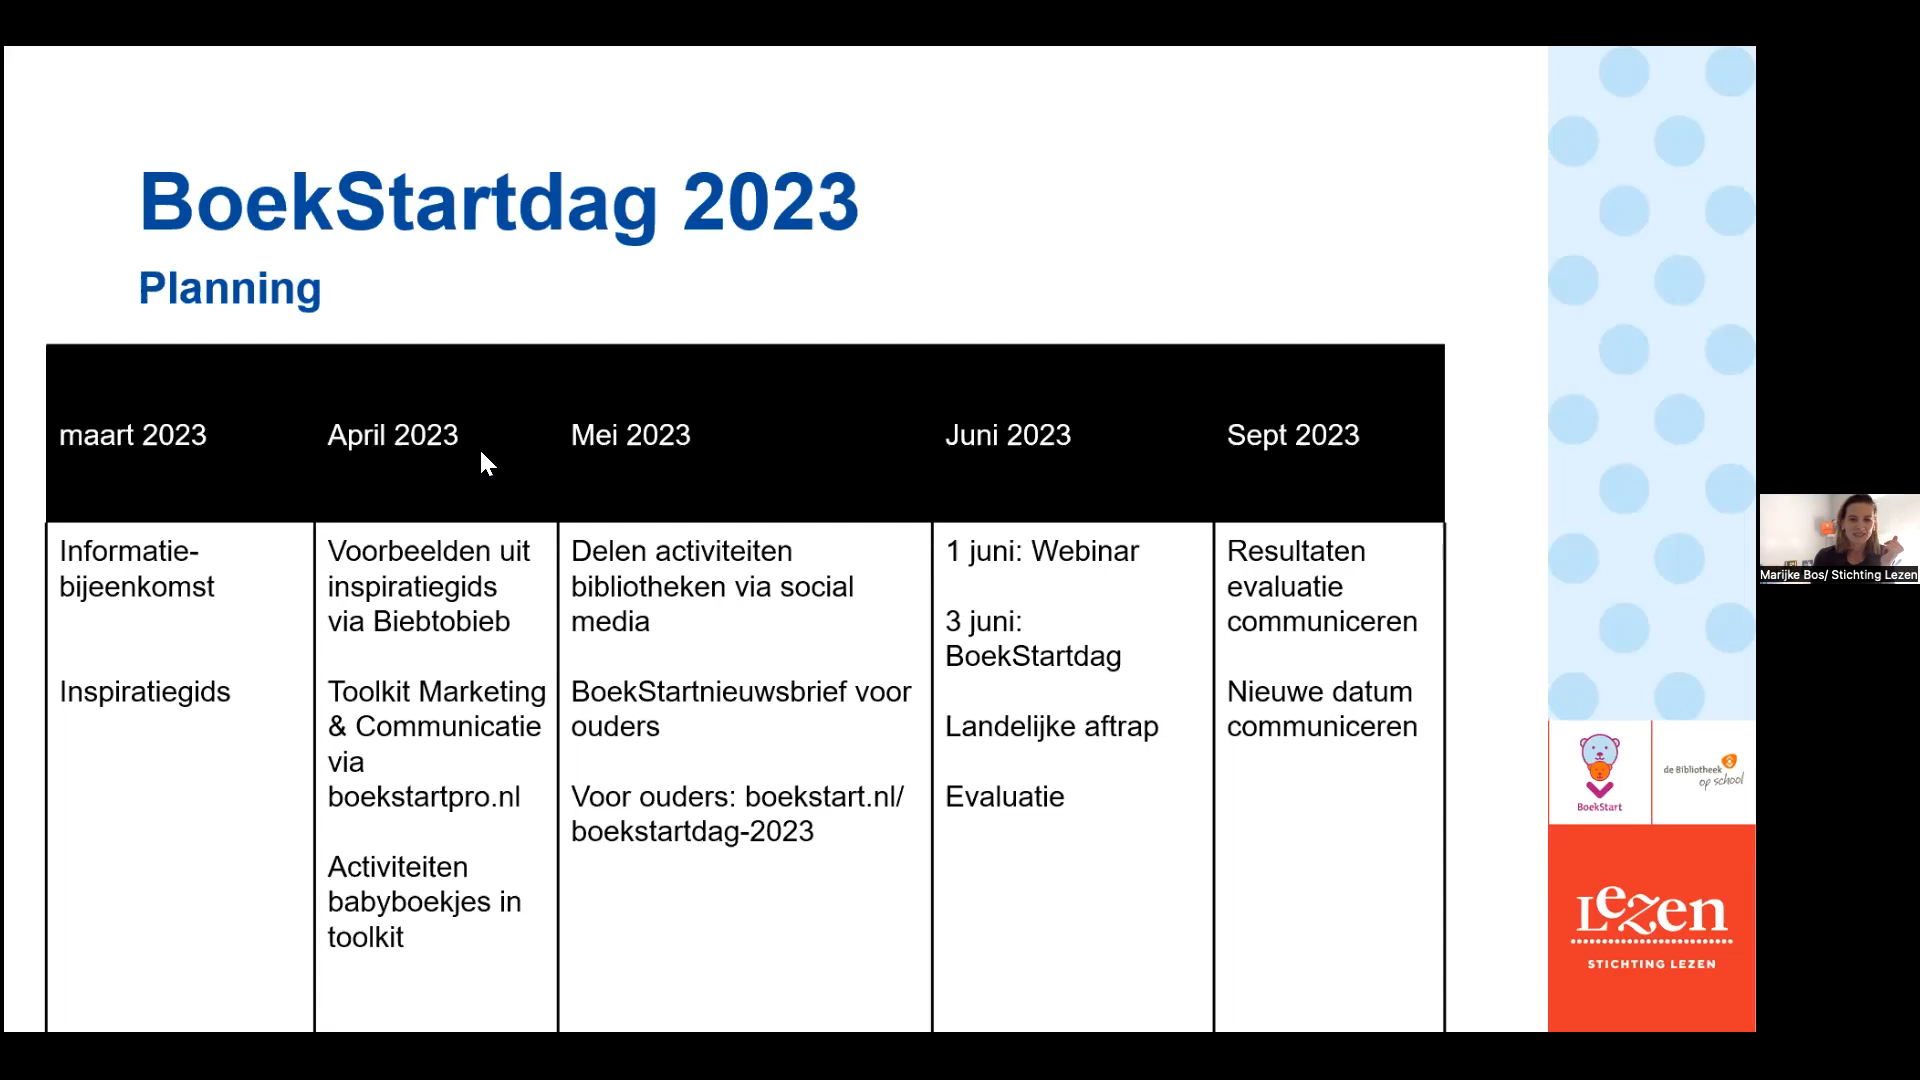 BoekStartdag 2023
Planning
maart 2023
April 2023
Mei 2023
Juni 2023
Sept 2023
Informatie-
bijeenkomst
Inspiratiegids
Voorbeelden uit
inspiratiegids
via Biebtobieb
Toolkit Marketing
& Communicatie
via
boekstartpro.nl
Activiteiten
babyboekjes in
toolkit
Delen activiteiten
bibliotheken via social
media
BoekStartnieuwsbrief voor
ouders
Voor ouders: boekstart.nl/
boekstartdag-2023
1 juni: Webinar
3 juni:
BoekStartdag
Landelijke aftrap
Evaluatie
Resultaten
evaluatie
communiceren
Nieuwe datum
communiceren
BoekStart
de Bibliotheek
op school
Lezen
STICHTING LEZEN
Marijke Bos/ Stichting Lezen